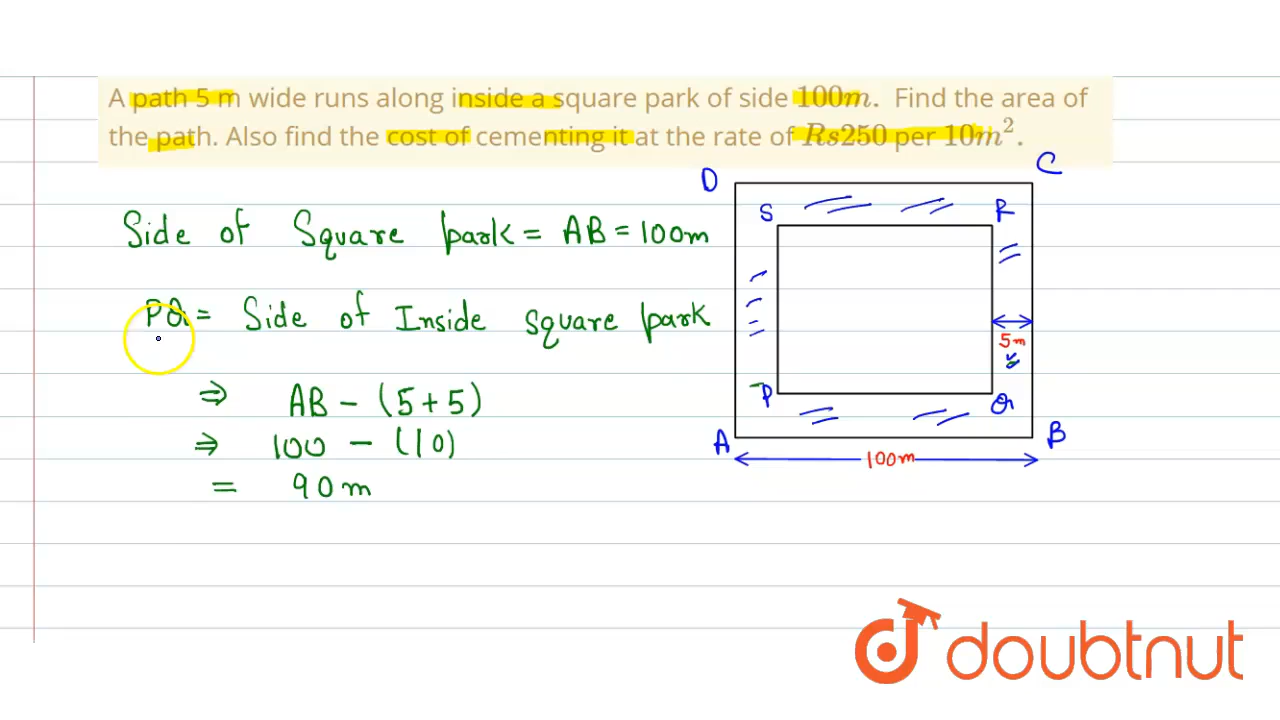 A path 5 m wide runs along inside a square park of side 100m. Find the area of
the path. Also find the cost of cementing it at the rate of Rs250 per 10m².
D C
Side of Square park = AB = 100m
S R
PQ = Side of Inside square park
5m
⇒ AB - (5+5)
P Q
⇒ 100 - (10)
A B
100m
= 90 m
doubtnut